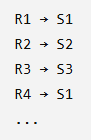 R1 → S1
R2 → S2
R3 → S3
R4 → S1
...